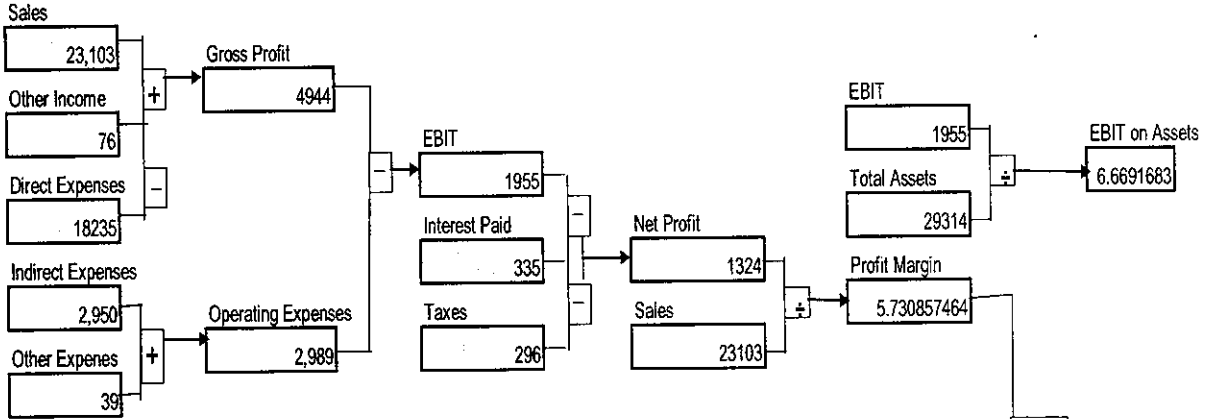 Sales
23,103
+
Other Income
76
−
Direct Expenses
18235
Gross Profit
4944
Indirect Expenses
2,950
+
Other Expenes
39
Operating Expenses
2,989
−
EBIT
1955
−
Interest Paid
335
−
Taxes
296
Net Profit
1324
÷
Sales
23103
EBIT
1955
÷
Total Assets
29314
EBIT on Assets
6.6691683
Profit Margin
5.730857464